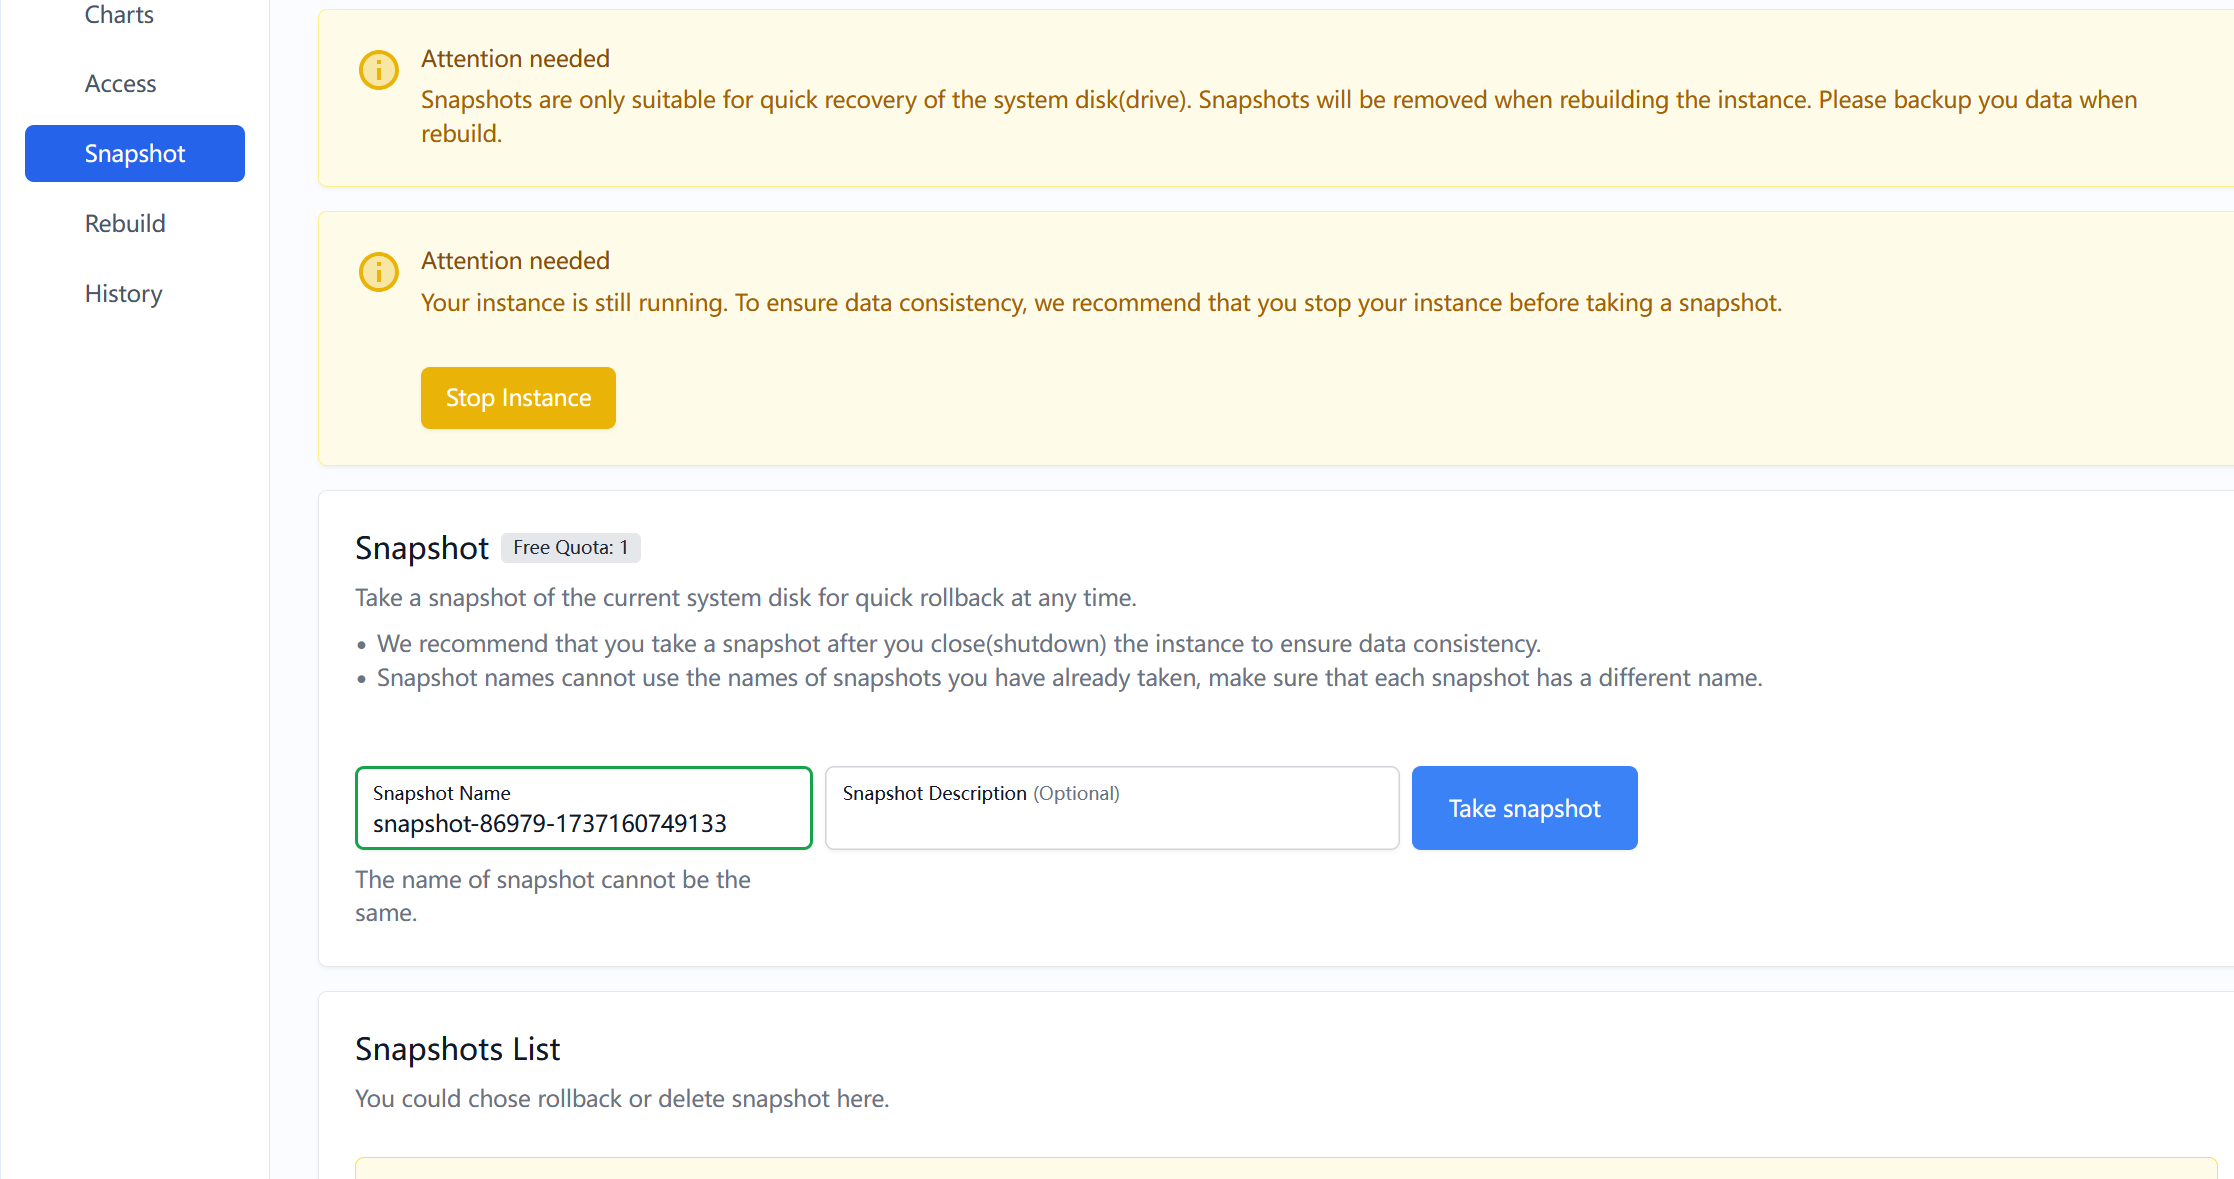 Charts
Access
Snapshot
Rebuild
History
Attention needed
Snapshots are only suitable for quick recovery of the system disk(drive). Snapshots will be removed when rebuilding the instance. Please backup you data when
rebuild.
Attention needed
Your instance is still running. To ensure data consistency, we recommend that you stop your instance before taking a snapshot.
Stop Instance
Snapshot Free Quota: 1
Take a snapshot of the current system disk for quick rollback at any time.
• We recommend that you take a snapshot after you close(shutdown) the instance to ensure data consistency.
• Snapshot names cannot use the names of snapshots you have already taken, make sure that each snapshot has a different name.
Snapshot Name
snapshot-86979-1737160749133
Snapshot Description (Optional)
Take snapshot
The name of snapshot cannot be the
same.
Snapshots List
You could chose rollback or delete snapshot here.